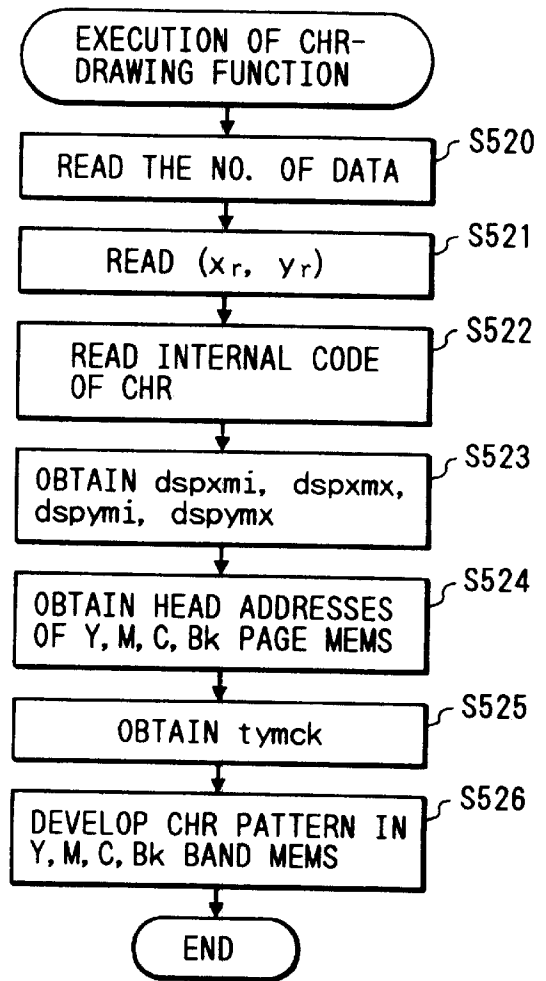 EXECUTION OF CHR-
DRAWING FUNCTION
S520
READ THE NO. OF DATA
S521
READ (xr, yr)
S522
READ INTERNAL CODE
OF CHR
S523
OBTAIN dspxmi, dspxmx,
dspymi, dspymx
S524
OBTAIN HEAD ADDRESSES
OF Y, M, C, Bk PAGE MEMS
S525
OBTAIN tymck
S526
DEVELOP CHR PATTERN IN
Y, M, C, Bk BAND MEMS
END